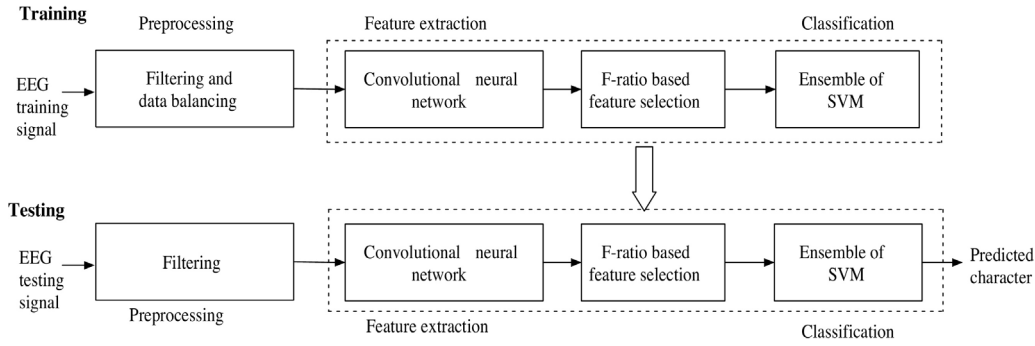 Training
Preprocessing
Feature extraction
Classification
EEG
training
signal
Filtering and
data balancing
Convolutional neural
network
F-ratio based
feature selection
Ensemble of
SVM
Testing
EEG
testing
signal
Filtering
Convolutional neural
network
F-ratio based
feature selection
Ensemble of
SVM
Predicted
character
Preprocessing
Feature extraction
Classification